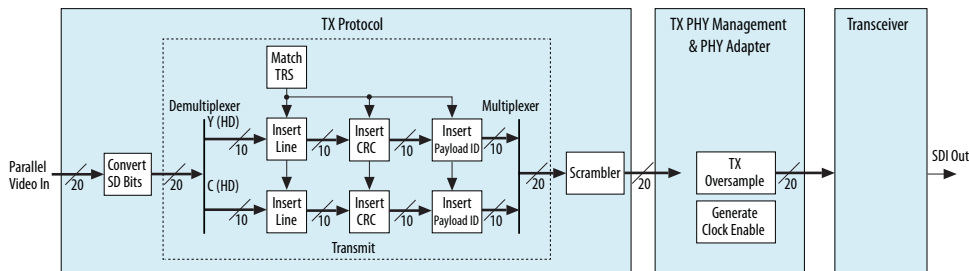 TX Protocol
TX PHY Management
& PHY Adapter
Transceiver
Match
TRS
Demultiplexer
Multiplexer
Y (HD)
Insert
Line
Insert
CRC
Insert
Payload ID
10
10
10
10
Parallel
Video In
20
Convert
SD Bits
20
C (HD)
Insert
Line
Insert
CRC
Insert
Payload ID
10
10
10
10
20
Scrambler
20
TX
Oversample
20
SDI Out
Generate
Clock Enable
Transmit